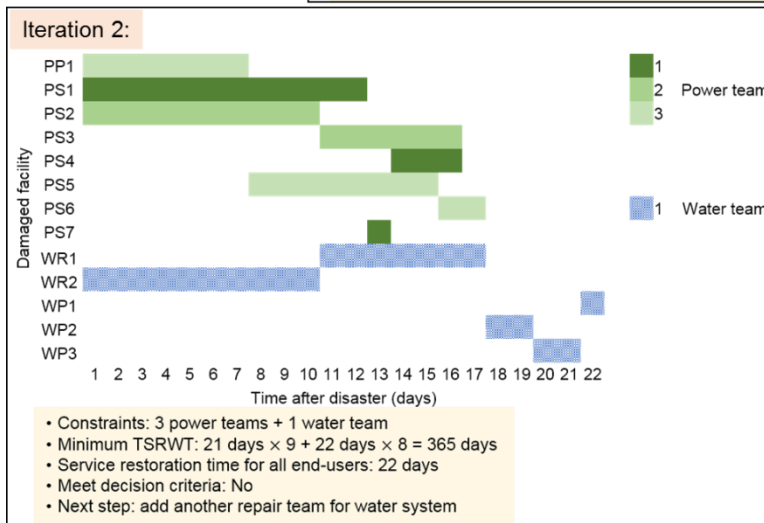 Iteration 2:
PP1
PS1
PS2
PS3
PS4
PS5
PS6
PS7
WR1
WR2
WP1
WP2
WP3
Damaged facility
1
2 Power team
3
1 Water team
1 2 3 4 5 6 7 8 9 10 11 12 13 14 15 16 17 18 19 20 21 22
Time after disaster (days)
• Constraints: 3 power teams + 1 water team
• Minimum TSRWT: 21 days × 9 + 22 days × 8 = 365 days
• Service restoration time for all end-users: 22 days
• Meet decision criteria: No
• Next step: add another repair team for water system